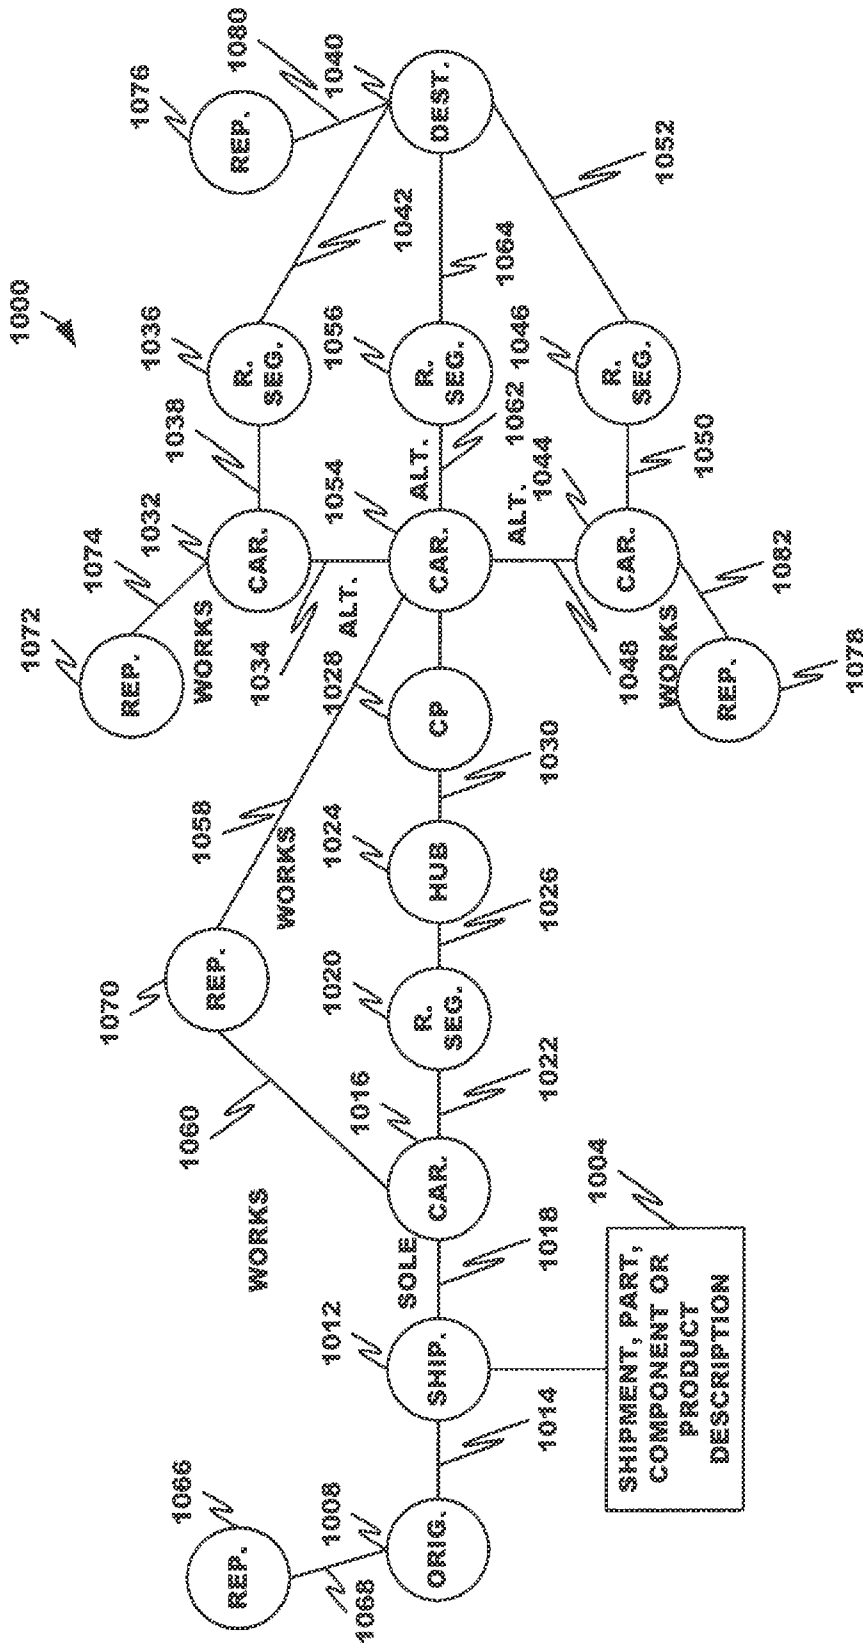 1000
1072
1074
1070
REP.
1076
1032
1036
1066
1060
1058
WORKS
1038
REP.
REP.
1080
REP.
CAR.
R.
SEG.
WORKS
WORKS
1034
1008
1012
1016
1020
1024
1028
1054
1056
1040
1068
SOLE
ALT.
1042
ORIG.
SHIP.
CAR.
R.
SEG.
HUB
CP
CAR.
ALT.
R.
SEG.
DEST.
1014
1018
1022
1026
1030
ALT.
1062
1064
1044
1046
1004
SHIPMENT, PART,
COMPONENT OR
PRODUCT
DESCRIPTION
1048
WORKS
CAR.
R.
SEG.
1052
1050
REP.
1082
1078